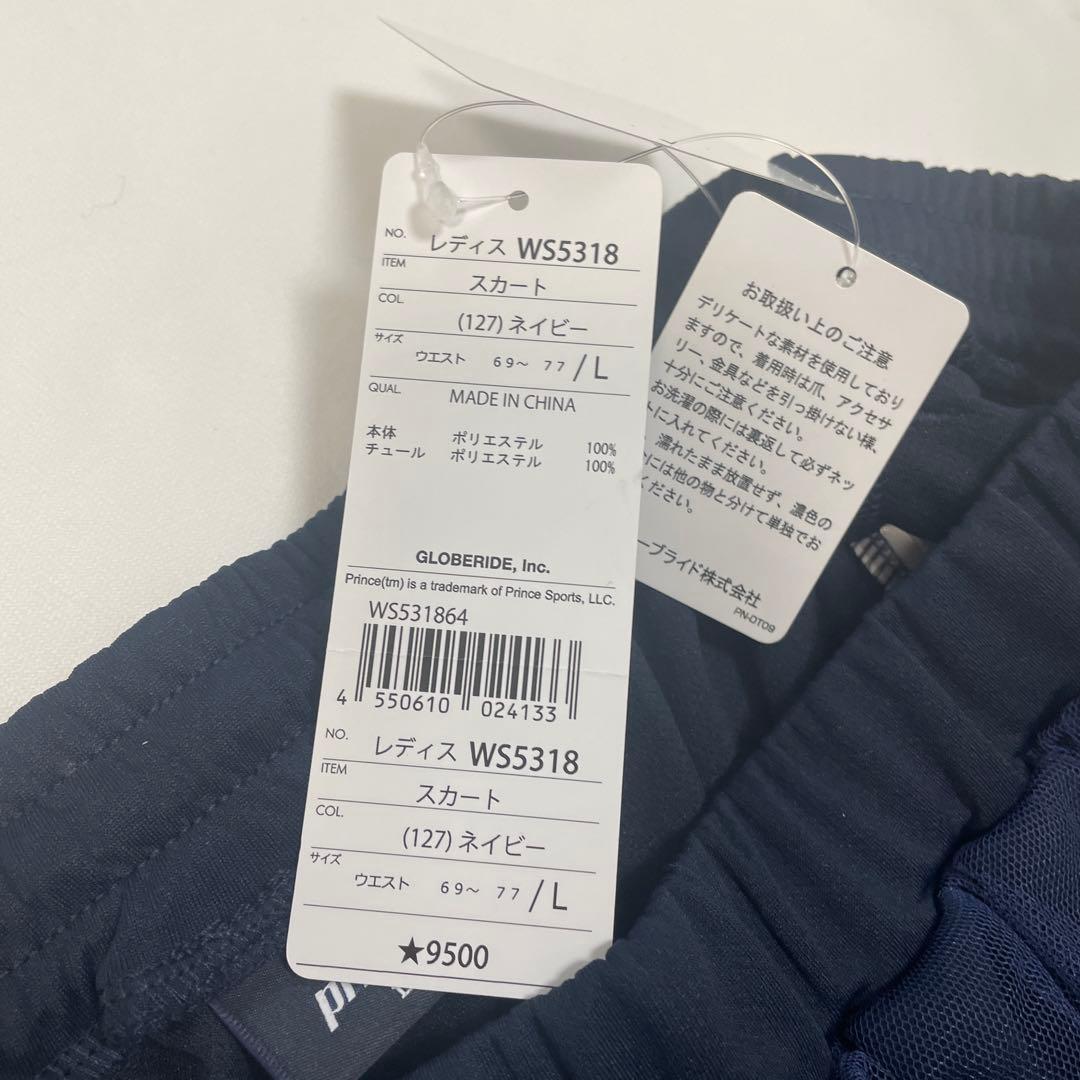 NO. レディス WS5318
ITEM スカート
COL. (127) ネイビー
サイズ ウエスト 69〜 77 / L
QUAL MADE IN CHINA
本体 ポリエステル 100%
チュール ポリエステル 100%
GLOBERIDE, Inc.
Prince(tm) is a trademark of Prince Sports, LLC.
WS531864
4 550610 024133
NO. レディス WS5318
ITEM スカート
COL. (127) ネイビー
サイズ ウエスト 69〜 77 / L
★9500
お取扱い上のご注意
デリケートな素材を使用しており
ますので、着用時は爪、アクセサ
リー、金具などを引っ掛けない様、
十分にご注意ください。
お洗濯の際には裏返して必ずネッ
トに入れてください。
濡れたまま放置せず、濃色の
には他の物と分けて単独でお
ください。
ーブライド株式会社
PN-DT09